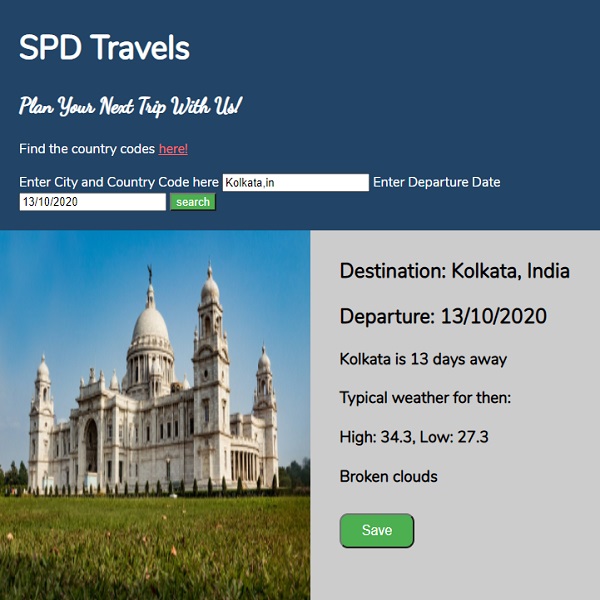 SPD Travels
Plan Your Next Trip With Us!
Find the country codes here!
Enter City and Country Code here Kolkata,in Enter Departure Date
13/10/2020 search
Destination: Kolkata, India
Departure: 13/10/2020
Kolkata is 13 days away
Typical weather for then:
High: 34.3, Low: 27.3
Broken clouds
Save